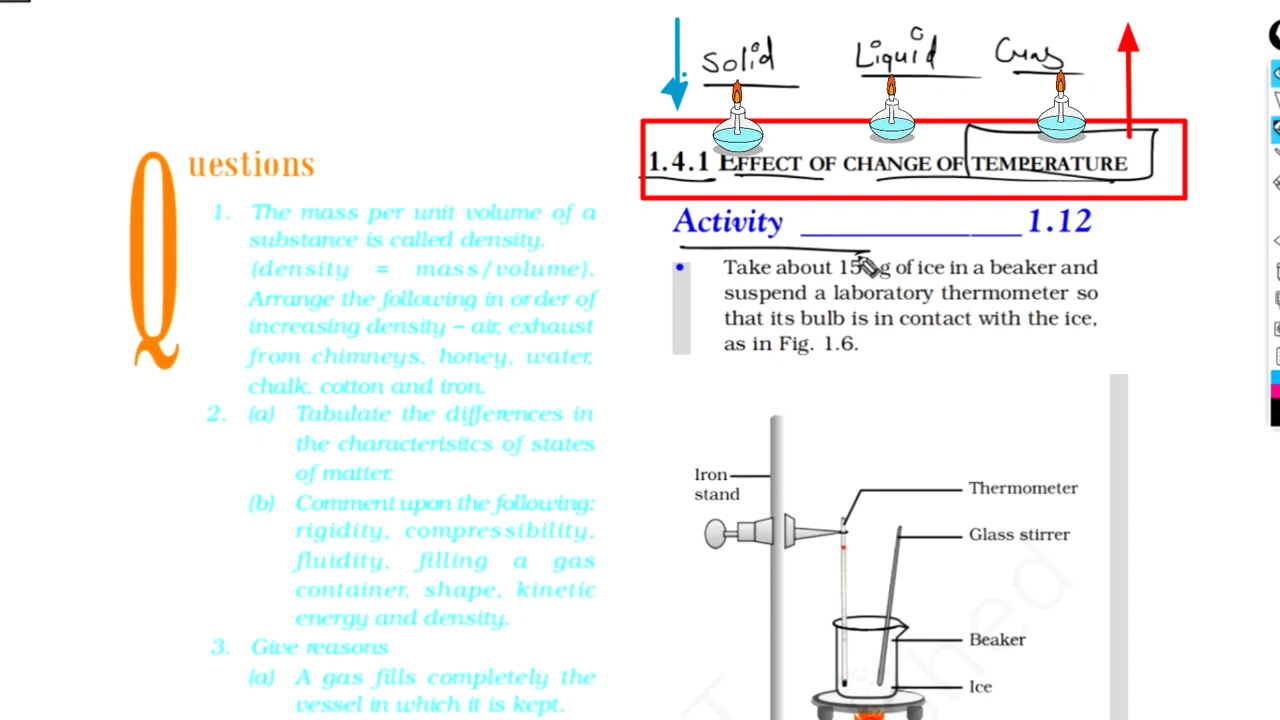 Questions
1. The mass per unit volume of a
substance is called density.
(density = mass/volume).
Arrange the following in order of
increasing density – air, exhaust
from chimneys, honey, water,
chalk, cotton and iron.
2. (a) Tabulate the differences in
the characterisitcs of states
of matter.
(b) Comment upon the following:
rigidity, compressibility,
fluidity, filling a gas
container, shape, kinetic
energy and density.
3. Give reasons
(a) A gas fills completely the
vessel in which it is kept.
Solid Liquid Gas
1.4.1 EFFECT OF CHANGE OF TEMPERATURE
Activity ______________ 1.12
• Take about of ice in a beaker and
suspend a laboratory thermometer so
that its bulb is in contact with the ice,
as in Fig. 1.6.
Iron
stand
Thermometer
Glass stirrer
Beaker
Ice